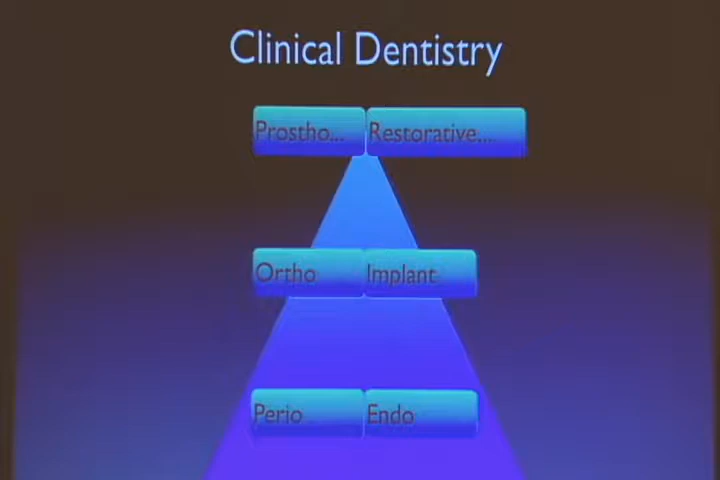 Clinical Dentistry
Prostho... Restorative....
Ortho Implant
Perio Endo